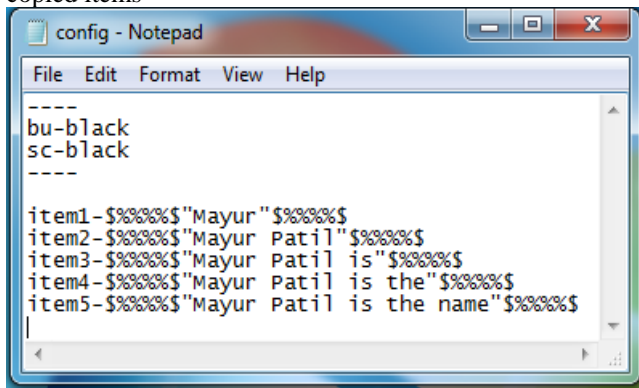 copied items
config - Notepad
File Edit Format View Help
----
bu-black
sc-black
----
item1-$%%%%$"Mayur"$%%%%$
item2-$%%%%$"Mayur Patil"$%%%%$
item3-$%%%%$"Mayur Patil is"$%%%%$
item4-$%%%%$"Mayur Patil is the"$%%%%$
item5-$%%%%$"Mayur Patil is the name"$%%%%$